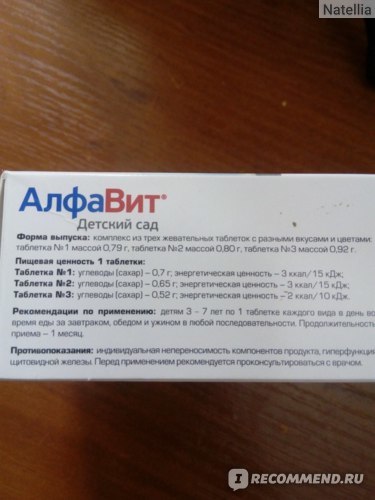 Natellia
АлфаВит®
Детский сад
Форма выпуска: комплекс из трех жевательных таблеток с разными вкусами и цветами:
таблетка №1 массой 0,79 г, таблетка №2 массой 0,80 г, таблетка №3 массой 0,92 г.
Пищевая ценность 1 таблетки:
Таблетка №1: углеводы (сахар) – 0,7 г; энергетическая ценность – 3 ккал/15 кДж;
Таблетка №2: углеводы (сахар) – 0,65 г; энергетическая ценность – 3 ккал/15 кДж;
Таблетка №3: углеводы (сахар) – 0,52 г; энергетическая ценность – 2 ккал/10 кДж.
Рекомендации по применению: детям 3 – 7 лет по 1 таблетке каждого вида в день во
время еды за завтраком, обедом и ужином в любой последовательности. Продолжительность
приема – 1 месяц.
Противопоказания: индивидуальная непереносимость компонентов продукта, гиперфункция
щитовидной железы. Перед применением рекомендуется проконсультироваться с врачом.
IRECOMMEND.RU